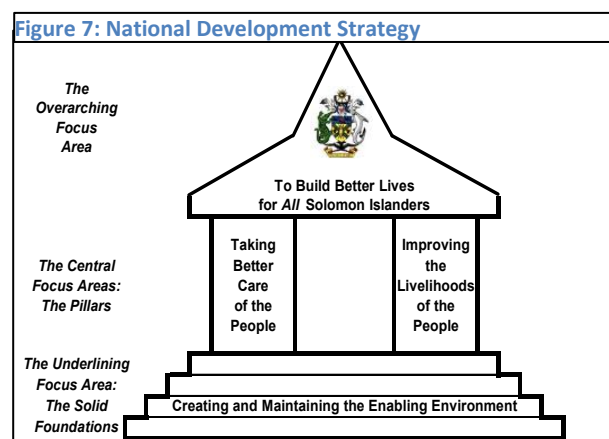 Figure 7: National Development Strategy
The
Overarching
Focus
Area
To Build Better Lives
for All Solomon Islanders
The Central
Focus Areas:
The Pillars
Taking
Better
Care
of the
People
Improving
the
Livelihoods
of the
People
The Underlining
Focus Area:
The Solid
Foundations
Creating and Maintaining the Enabling Environment